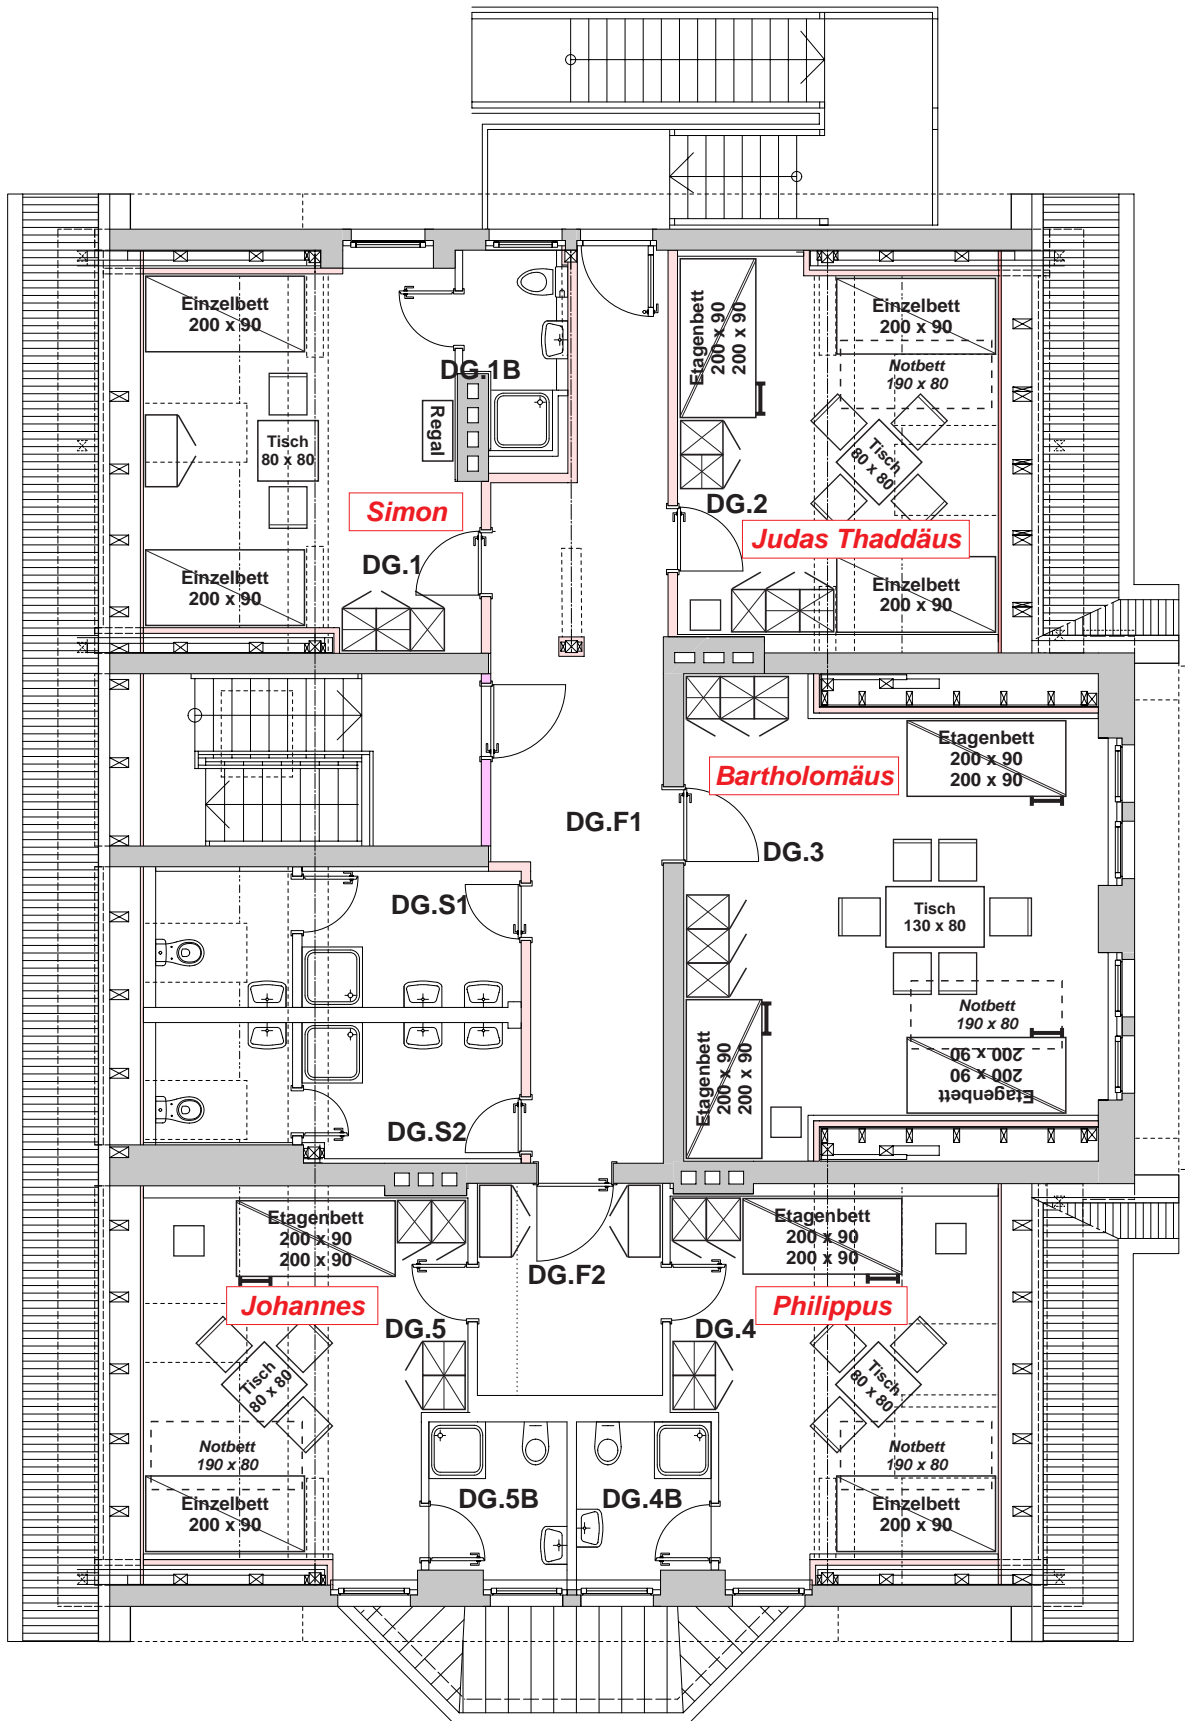 Einzelbett
200 x 90
DG.1B
Regal
Tisch
80 x 80
Simon
DG.1
Einzelbett
200 x 90
Etagenbett
200 x 90
200 x 90
Einzelbett
200 x 90
Notbett
190 x 80
Tisch
80 x 80
DG.2
Judas Thaddäus
Einzelbett
200 x 90
Etagenbett
200 x 90
200 x 90
Bartholomäus
DG.F1
DG.3
Tisch
130 x 80
Notbett
190 x 80
Etagenbett
200 x 90
200 x 90
Etagenbett
200 x 90
200 x 90
DG.S1
DG.S2
Etagenbett
200 x 90
200 x 90
Johannes
DG.5
Tisch
80 x 80
Notbett
190 x 80
Einzelbett
200 x 90
DG.5B
DG.F2
Etagenbett
200 x 90
200 x 90
Philippus
DG.4
Tisch
80 x 80
Notbett
190 x 80
Einzelbett
200 x 90
DG.4B